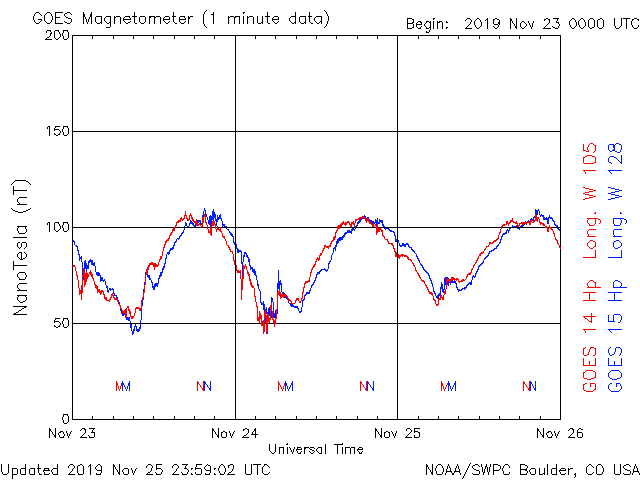 GOES Magnetometer (1 minute data)
Begin: 2019 Nov 23 0000 UTC
200
150
100
50
0
NanoTesla (nT)
M M N N M M N N M M N N
Nov 23 Nov 24 Nov 25 Nov 26
Universal Time
GOES 14 Hp Long. W 105
GOES 15 Hp Long. W 128
Updated 2019 Nov 25 23:59:02 UTC
NOAA/SWPC Boulder, CO USA